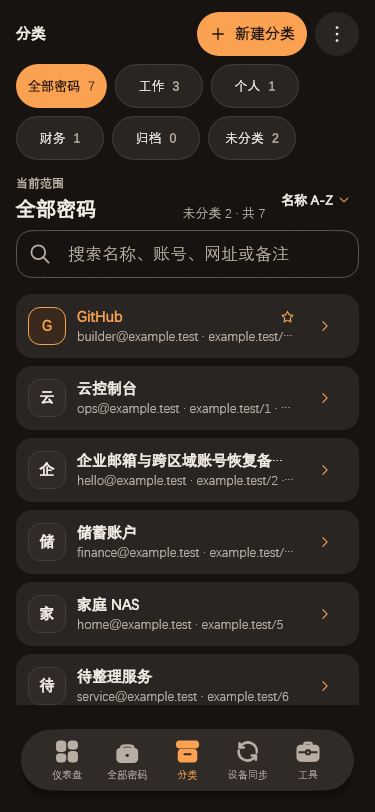 分类
新建分类
全部密码 7
工作 3
个人 1
财务 1
归档 0
未分类 2
当前范围
全部密码
未分类 2 · 共 7
名称 A-Z
搜索名称、账号、网址或备注
G
GitHub
builder@example.test · example.test/…
云
云控制台
ops@example.test · example.test/1 · …
企
企业邮箱与跨区域账号恢复备…
hello@example.test · example.test/2 ·…
储
储蓄账户
finance@example.test · example.test/…
家
家庭 NAS
home@example.test · example.test/5
待
待整理服务
service@example.test · example.test/6
仪表盘
全部密码
分类
设备同步
工具